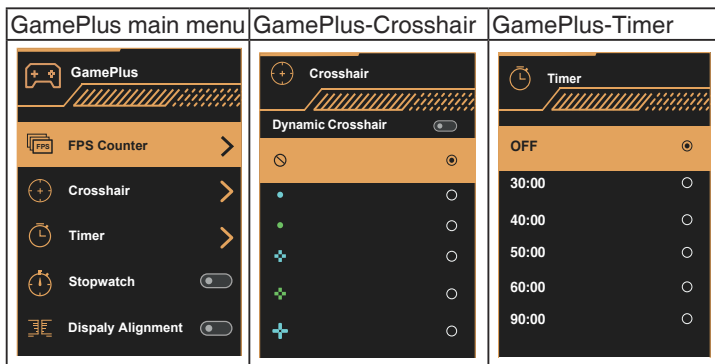 GamePlus main menu
GamePlus
FPS
FPS Counter
Crosshair
Timer
Stopwatch
Dispaly Alignment
GamePlus-Crosshair
Crosshair
Dynamic Crosshair
GamePlus-Timer
Timer
OFF
30:00
40:00
50:00
60:00
90:00